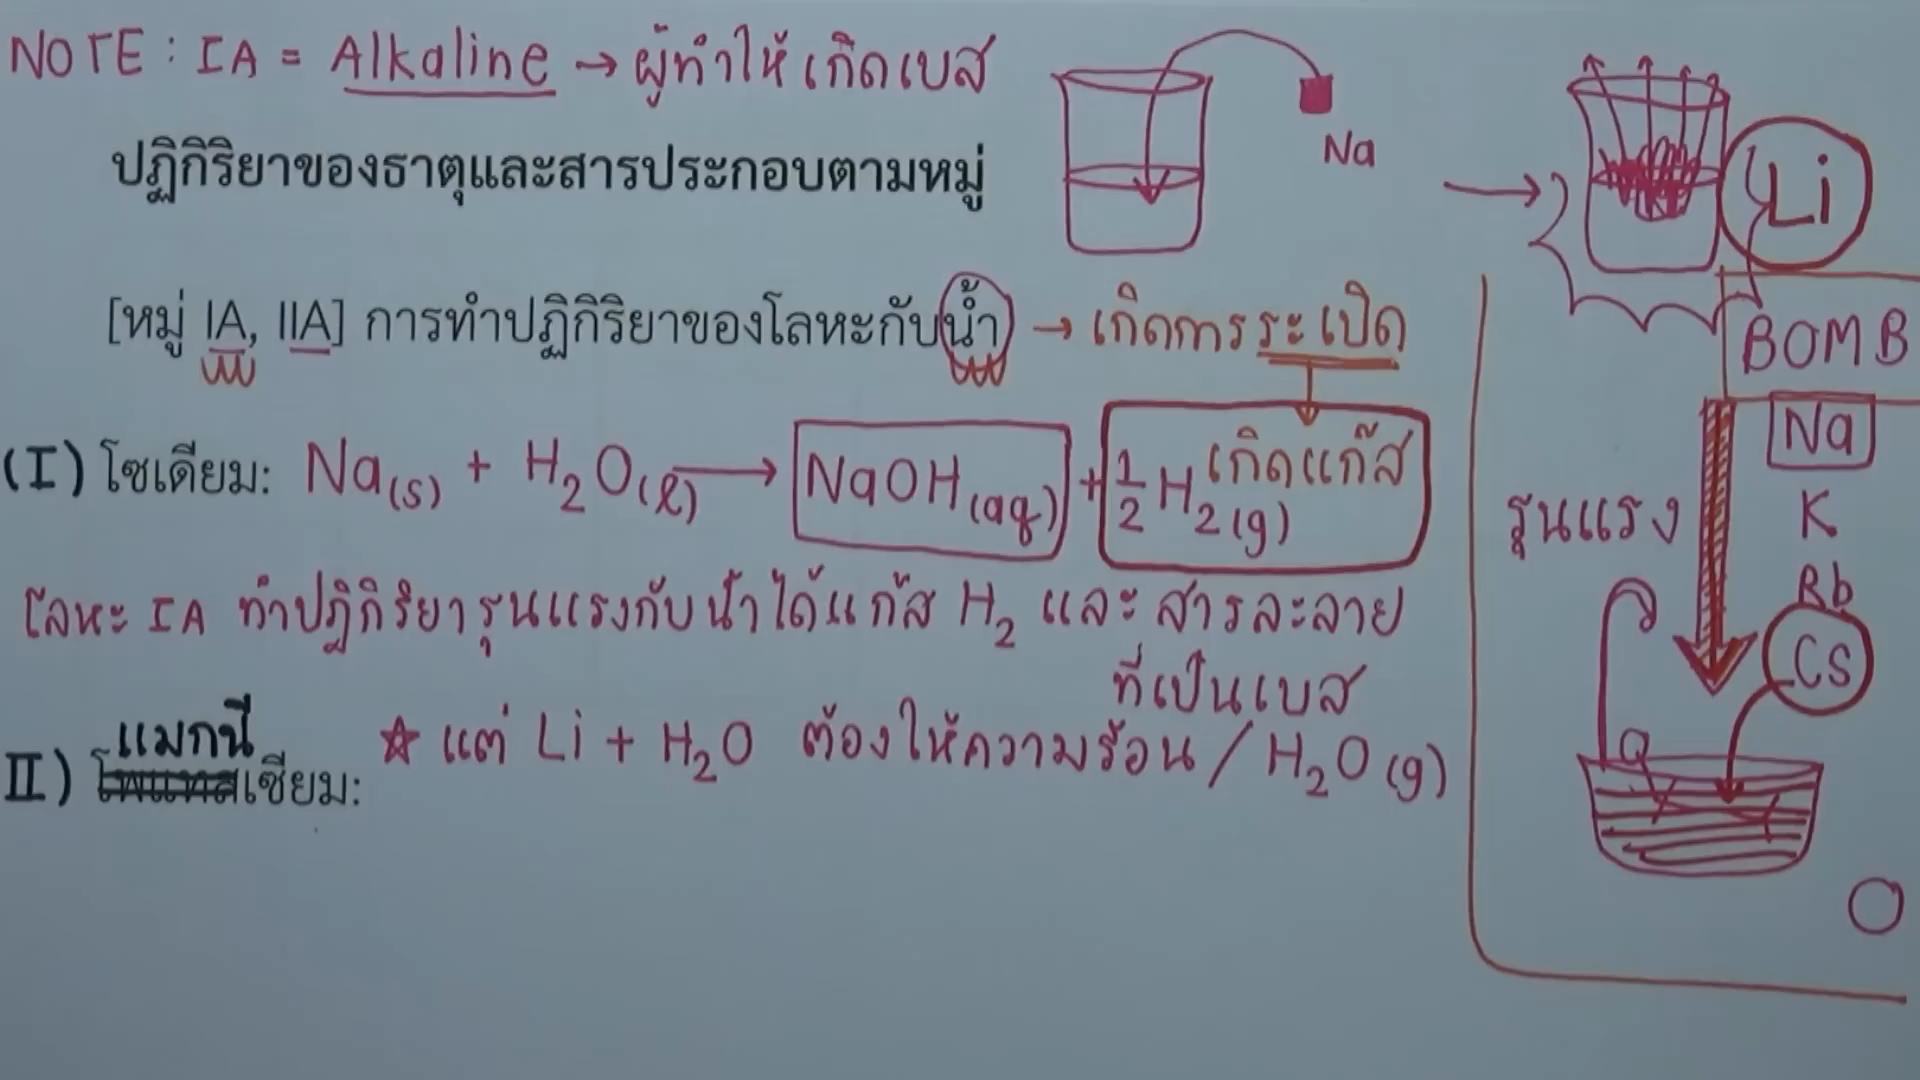 NOTE : IA = Alkaline → ผู้ทำให้เกิดเบส
Na
Li
ปฏิกิริยาของธาตุและสารประกอบตามหมู่
[หมู่ IA, IIA] การทำปฏิกิริยาของโลหะกับน้ำ → เกิดการระเบิด
BOMB
เกิดแก๊ส
(I) โซเดียม: Na(s) + H₂O(l) → NaOH(aq) + 1/2 H₂(g)
Na
K
Rb
Cs
รุนแรง
โลหะ IA ทำปฏิกิริยารุนแรงกับน้ำได้แก๊ส H₂ และ สารละลาย
ที่เป็นเบส
แมกนี
☆ แต่ Li + H₂O ต้องให้ความร้อน / H₂O (g)
II) โพแทสเซียม: